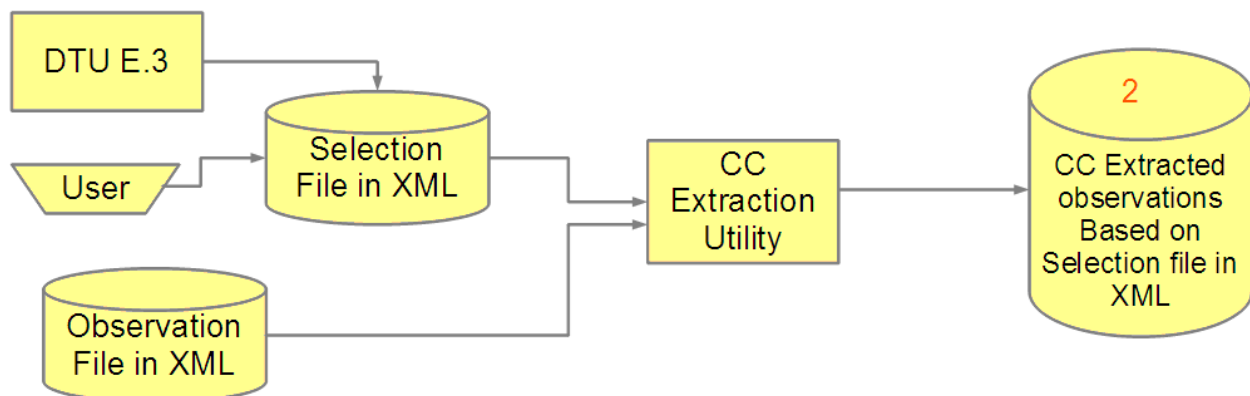 DTU E.3
User
Selection
File in XML
Observation
File in XML
CC
Extraction
Utility
2
CC Extracted
observations
Based on
Selection file in
XML